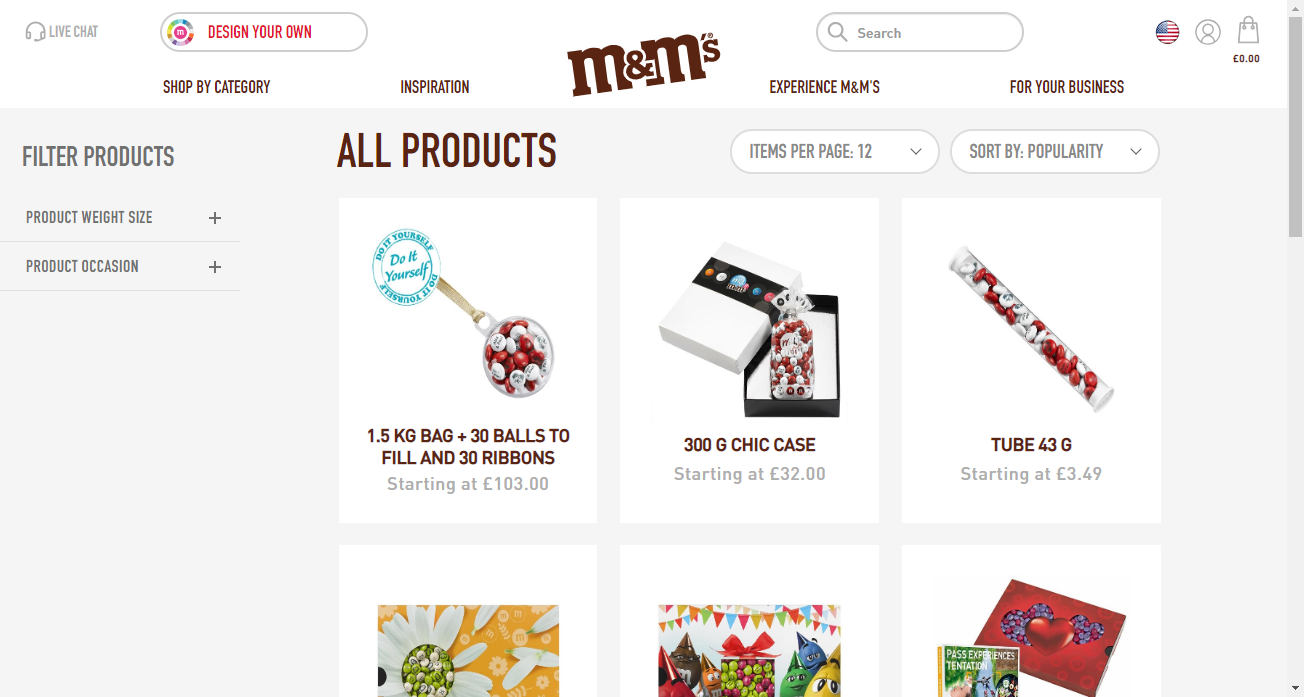 LIVE CHAT
DESIGN YOUR OWN
m&m's
Search
£0.00
SHOP BY CATEGORY
INSPIRATION
EXPERIENCE M&M'S
FOR YOUR BUSINESS
FILTER PRODUCTS
PRODUCT WEIGHT SIZE
PRODUCT OCCASION
ALL PRODUCTS
ITEMS PER PAGE: 12
SORT BY: POPULARITY
DO IT YOURSELF
Do It
Yourself
DO IT YOURSELF
1.5 KG BAG + 30 BALLS TO
FILL AND 30 RIBBONS
Starting at £103.00
300 G CHIC CASE
Starting at £32.00
TUBE 43 G
Starting at £3.49
PASS EXPERIENCES
TENTATION